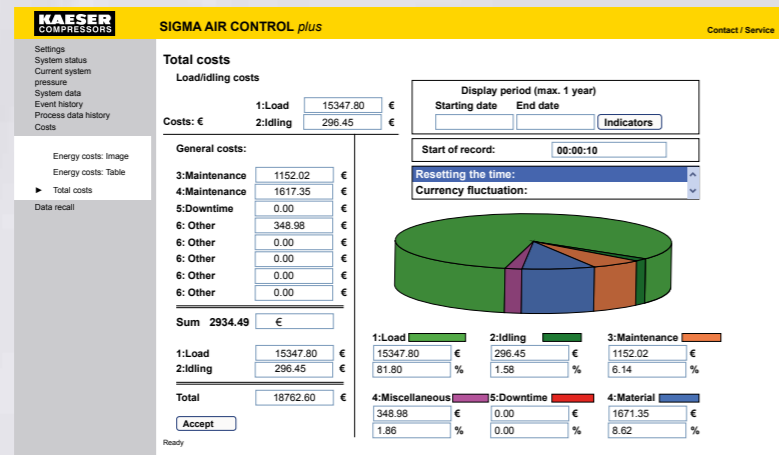 KAESER
COMPRESSORS
SIGMA AIR CONTROL plus
Contact / Service
Settings
System status
Current system
pressure
System data
Event history
Process data history
Costs
Energy costs: Image
Energy costs: Table
► Total costs
Data recall
Total costs
Load/idling costs
1:Load 15347.80 €
Costs: € 2:Idling 296.45 €
General costs:
3:Maintenance 1152.02 €
4:Maintenance 1617.35 €
5:Downtime 0.00 €
6: Other 348.98 €
6: Other 0.00 €
6: Other 0.00 €
6: Other 0.00 €
6: Other 0.00 €
Sum 2934.49 €
1:Load 15347.80 €
2:Idling 296.45 €
Total 18762.60 €
Accept
Ready
Display period (max. 1 year)
Starting date End date
Indicators
Start of record: 00:00:10
Resetting the time:
Currency fluctuation:
1:Load 2:Idling 3:Maintenance
15347.80 € 296.45 € 1152.02 €
81.80 % 1.58 % 6.14 %
4:Miscellaneous 5:Downtime 4:Material
348.98 € 0.00 € 1671.35 €
1.86 % 0.00 % 8.62 %